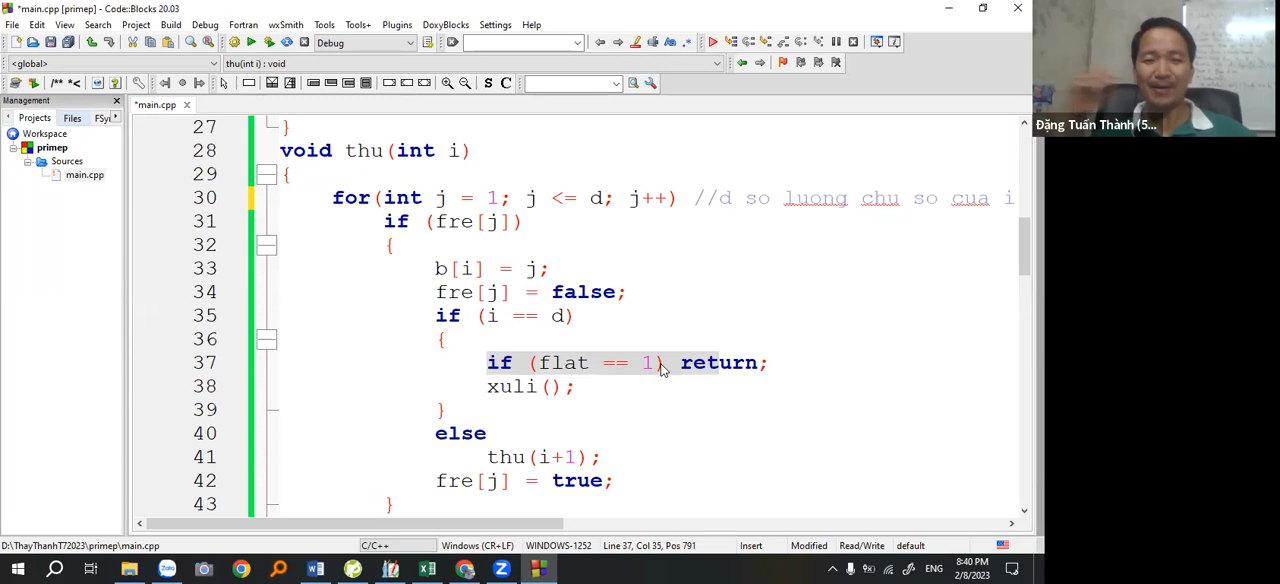 *main.cpp [primep] - Code::Blocks 20.03
File Edit View Search Project Build Debug Fortran wxSmith Tools Tools+ Plugins DoxyBlocks Settings Help
Debug
<global> thu(int i) : void
/** *< S C
Management
Projects Files FSy
Workspace
primep
Sources
main.cpp
*main.cpp
27 }
28 void thu(int i)
29 {
30 for(int j = 1; j <= d; j++) //d so luong chu so cua i
31 if (fre[j])
32 {
33 b[i] = j;
34 fre[j] = false;
35 if (i == d)
36 {
37 if (flat == 1) return;
38 xuli();
39 }
40 else
41 thu(i+1);
42 fre[j] = true;
43 }
Đặng Tuấn Thành (5...
D:\ThayThanhT72023\primep\main.cpp C/C++ Windows (CR+LF) WINDOWS-1252 Line 37, Col 35, Pos 791 Insert Modified Read/Write default
Zalo ENG 8:40 PM
2/8/2023